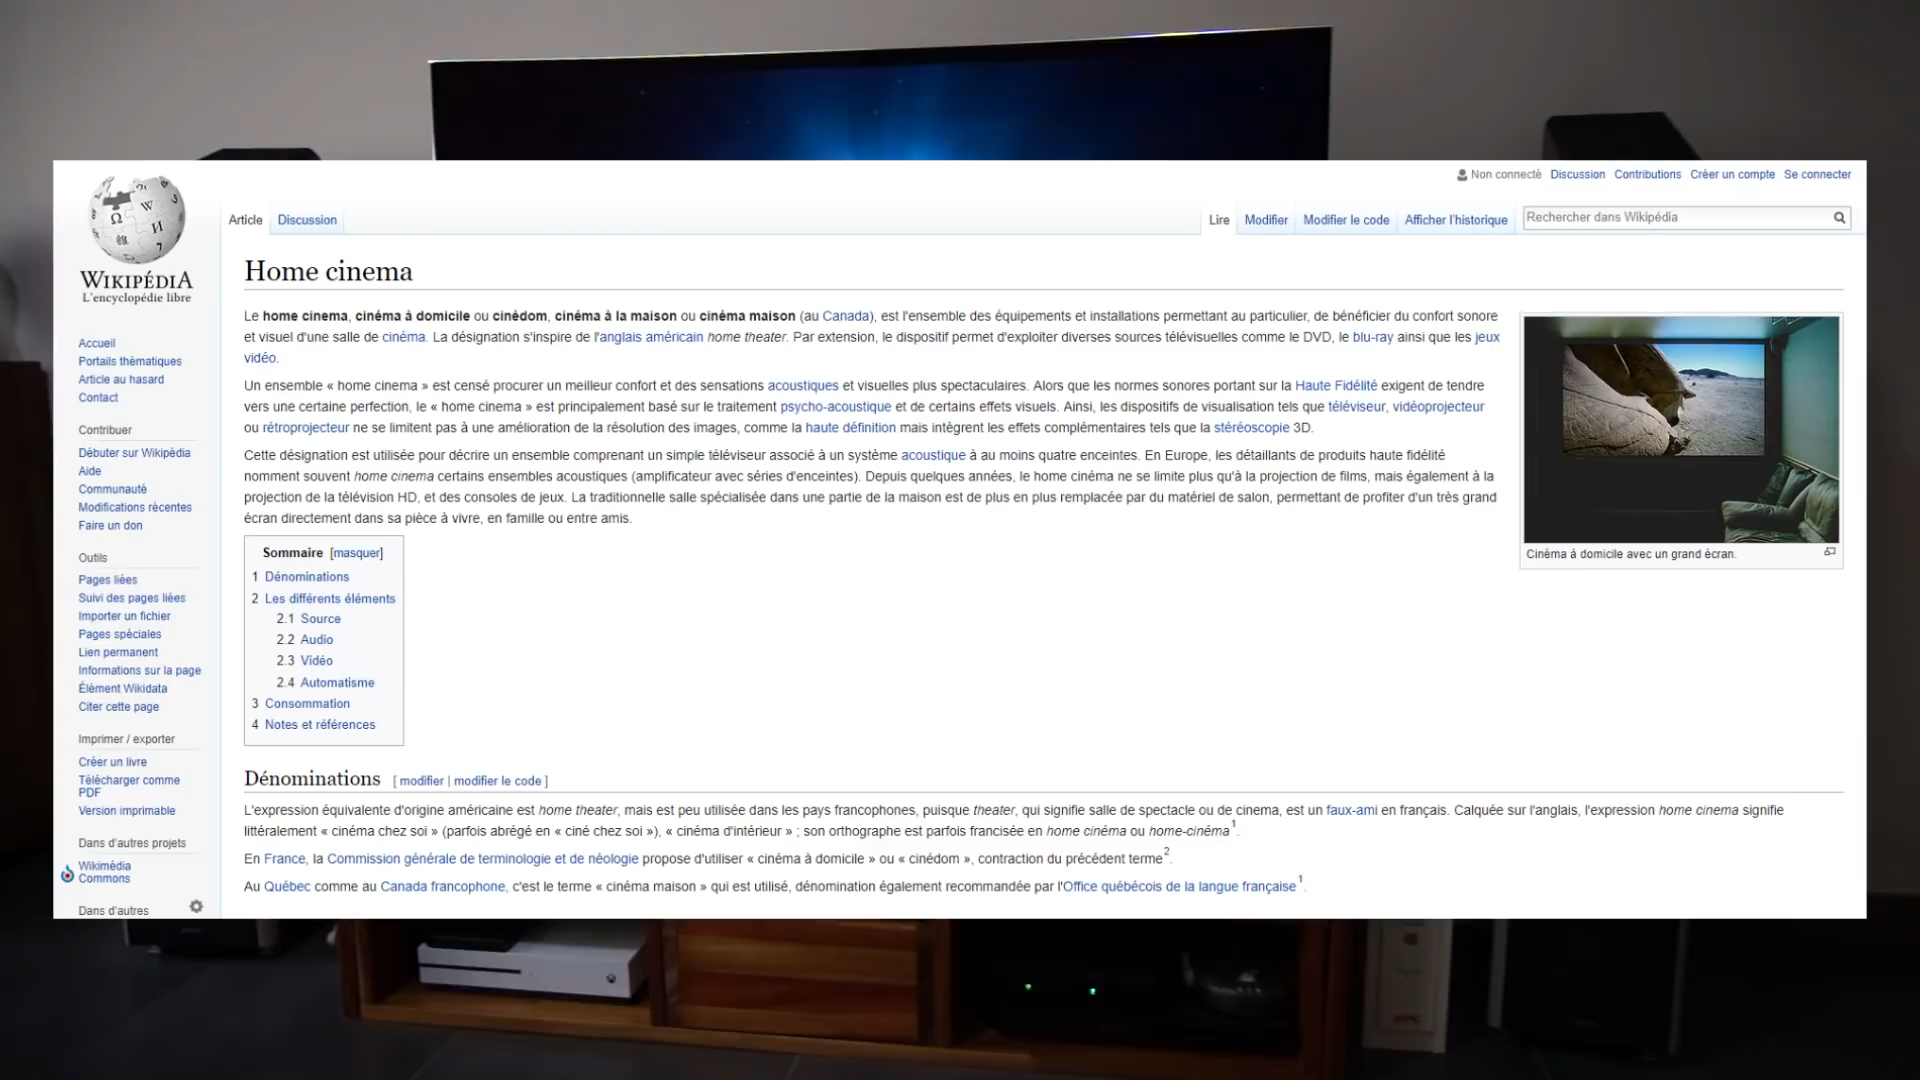 Non connecté Discussion Contributions Créer un compte Se connecter
Article Discussion Lire Modifier Modifier le code Afficher l'historique Rechercher dans Wikipédia
WIKIPÉDIA
L'encyclopédie libre
Accueil
Portails thématiques
Article au hasard
Contact
Contribuer
Débuter sur Wikipédia
Aide
Communauté
Modifications récentes
Faire un don
Outils
Pages liées
Suivi des pages liées
Importer un fichier
Pages spéciales
Lien permanent
Informations sur la page
Élément Wikidata
Citer cette page
Imprimer / exporter
Créer un livre
Télécharger comme
PDF
Version imprimable
Dans d'autres projets
Wikimédia
Commons
Dans d'autres
Home cinema
Le home cinema, cinéma à domicile ou cinédom, cinéma à la maison ou cinéma maison (au Canada), est l'ensemble des équipements et installations permettant au particulier, de bénéficier du confort sonore
et visuel d'une salle de cinéma. La désignation s'inspire de l'anglais américain home theater. Par extension, le dispositif permet d'exploiter diverses sources télévisuelles comme le DVD, le blu-ray ainsi que les jeux
vidéo.
Un ensemble « home cinema » est censé procurer un meilleur confort et des sensations acoustiques et visuelles plus spectaculaires. Alors que les normes sonores portant sur la Haute Fidélité exigent de tendre
vers une certaine perfection, le « home cinema » est principalement basé sur le traitement psycho-acoustique et de certains effets visuels. Ainsi, les dispositifs de visualisation tels que téléviseur, vidéoprojecteur
ou rétroprojecteur ne se limitent pas à une amélioration de la résolution des images, comme la haute définition mais intègrent les effets complémentaires tels que la stéréoscopie 3D.
Cette désignation est utilisée pour décrire un ensemble comprenant un simple téléviseur associé à un système acoustique à au moins quatre enceintes. En Europe, les détaillants de produits haute fidélité
nomment souvent home cinema certains ensembles acoustiques (amplificateur avec séries d'enceintes). Depuis quelques années, le home cinéma ne se limite plus qu'à la projection de films, mais également à la
projection de la télévision HD, et des consoles de jeux. La traditionnelle salle spécialisée dans une partie de la maison est de plus en plus remplacée par du matériel de salon, permettant de profiter d'un très grand
écran directement dans sa pièce à vivre, en famille ou entre amis.
Cinéma à domicile avec un grand écran.
Sommaire [masquer]
1 Dénominations
2 Les différents éléments
2.1 Source
2.2 Audio
2.3 Vidéo
2.4 Automatisme
3 Consommation
4 Notes et références
Dénominations [ modifier | modifier le code ]
L'expression équivalente d'origine américaine est home theater, mais est peu utilisée dans les pays francophones, puisque theater, qui signifie salle de spectacle ou de cinema, est un faux-ami en français. Calquée sur l'anglais, l'expression home cinema signifie
littéralement « cinéma chez soi » (parfois abrégé en « ciné chez soi »), « cinéma d'intérieur » ; son orthographe est parfois francisée en home cinéma ou home-cinéma1.
En France, la Commission générale de terminologie et de néologie propose d'utiliser « cinéma à domicile » ou « cinédom », contraction du précédent terme2.
Au Québec comme au Canada francophone, c'est le terme « cinéma maison » qui est utilisé, dénomination également recommandée par l'Office québécois de la langue française1.